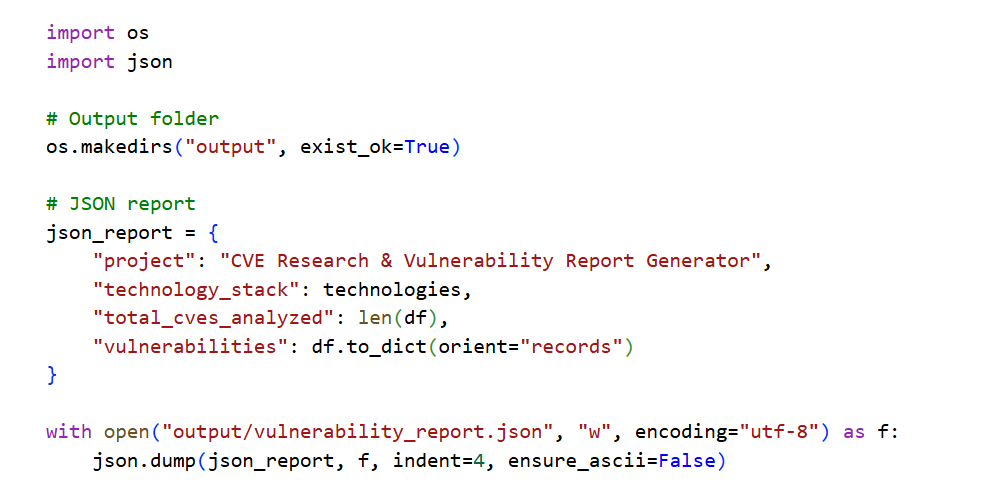 import os
import json
# Output folder
os.makedirs("output", exist_ok=True)
# JSON report
json_report = {
    "project": "CVE Research & Vulnerability Report Generator",
    "technology_stack": technologies,
    "total_cves_analyzed": len(df),
    "vulnerabilities": df.to_dict(orient="records")
}
with open("output/vulnerability_report.json", "w", encoding="utf-8") as f:
    json.dump(json_report, f, indent=4, ensure_ascii=False)